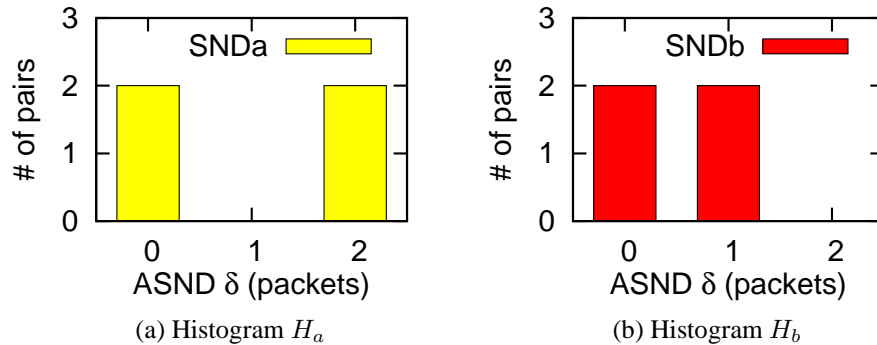 3
2
1
0
# of pairs
SNDa
0 1 2
ASND δ (packets)
(a) Histogram Hₐ
3
2
1
0
# of pairs
SNDb
0 1 2
ASND δ (packets)
(b) Histogram H_b